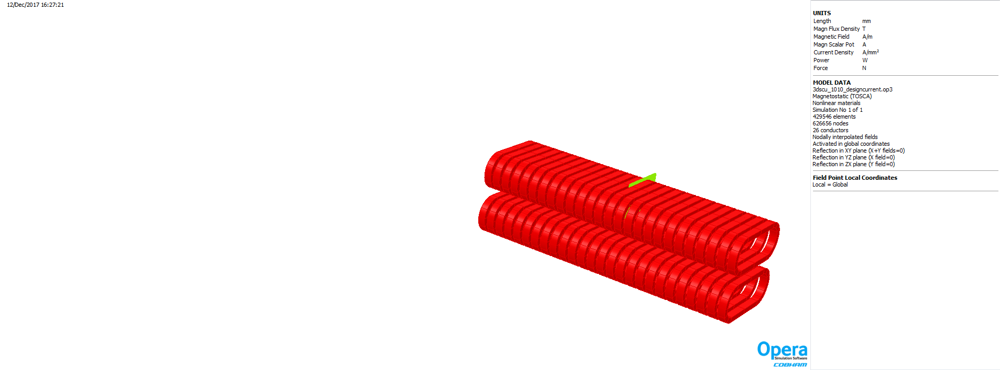 12/Dec/2017 16:27:21
UNITS
Length mm
Magn Flux Density T
Magnetic Field A/m
Magn Scalar Pot A
Current Density A/mm²
Power W
Force N
MODEL DATA
3dscu_1010_designcurrent.op3
Magnetostatic (TOSCA)
Nonlinear materials
Simulation No 1 of 1
429546 elements
626656 nodes
26 conductors
Nodally interpolated fields
Activated in global coordinates
Reflection in XY plane (X+Y fields=0)
Reflection in YZ plane (X field=0)
Reflection in ZX plane (Y field=0)
Field Point Local Coordinates
Local = Global
Opera
Simulation Software
COBHAM